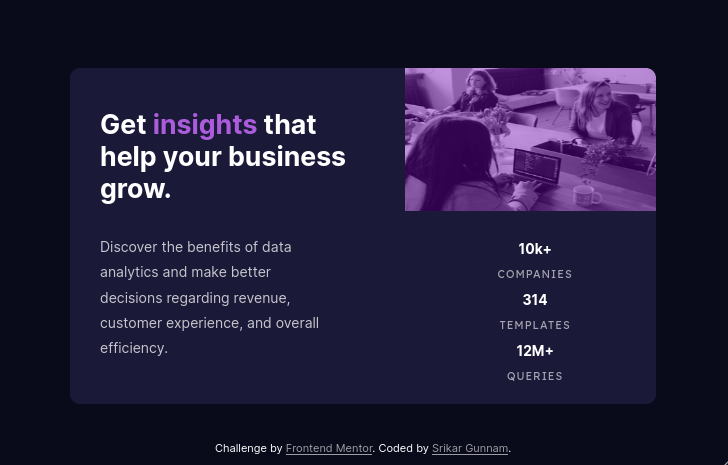 Get insights that
help your business
grow.
Discover the benefits of data
analytics and make better
decisions regarding revenue,
customer experience, and overall
efficiency.
10k+
COMPANIES
314
TEMPLATES
12M+
QUERIES
Challenge by Frontend Mentor. Coded by Srikar Gunnam.